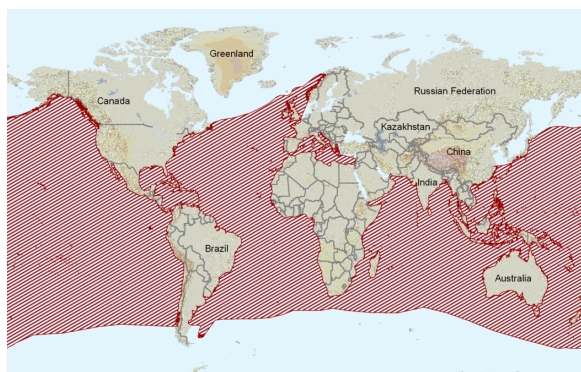 Greenland
Canada
Russian Federation
Kazakhstan
China
India
Brazil
Australia